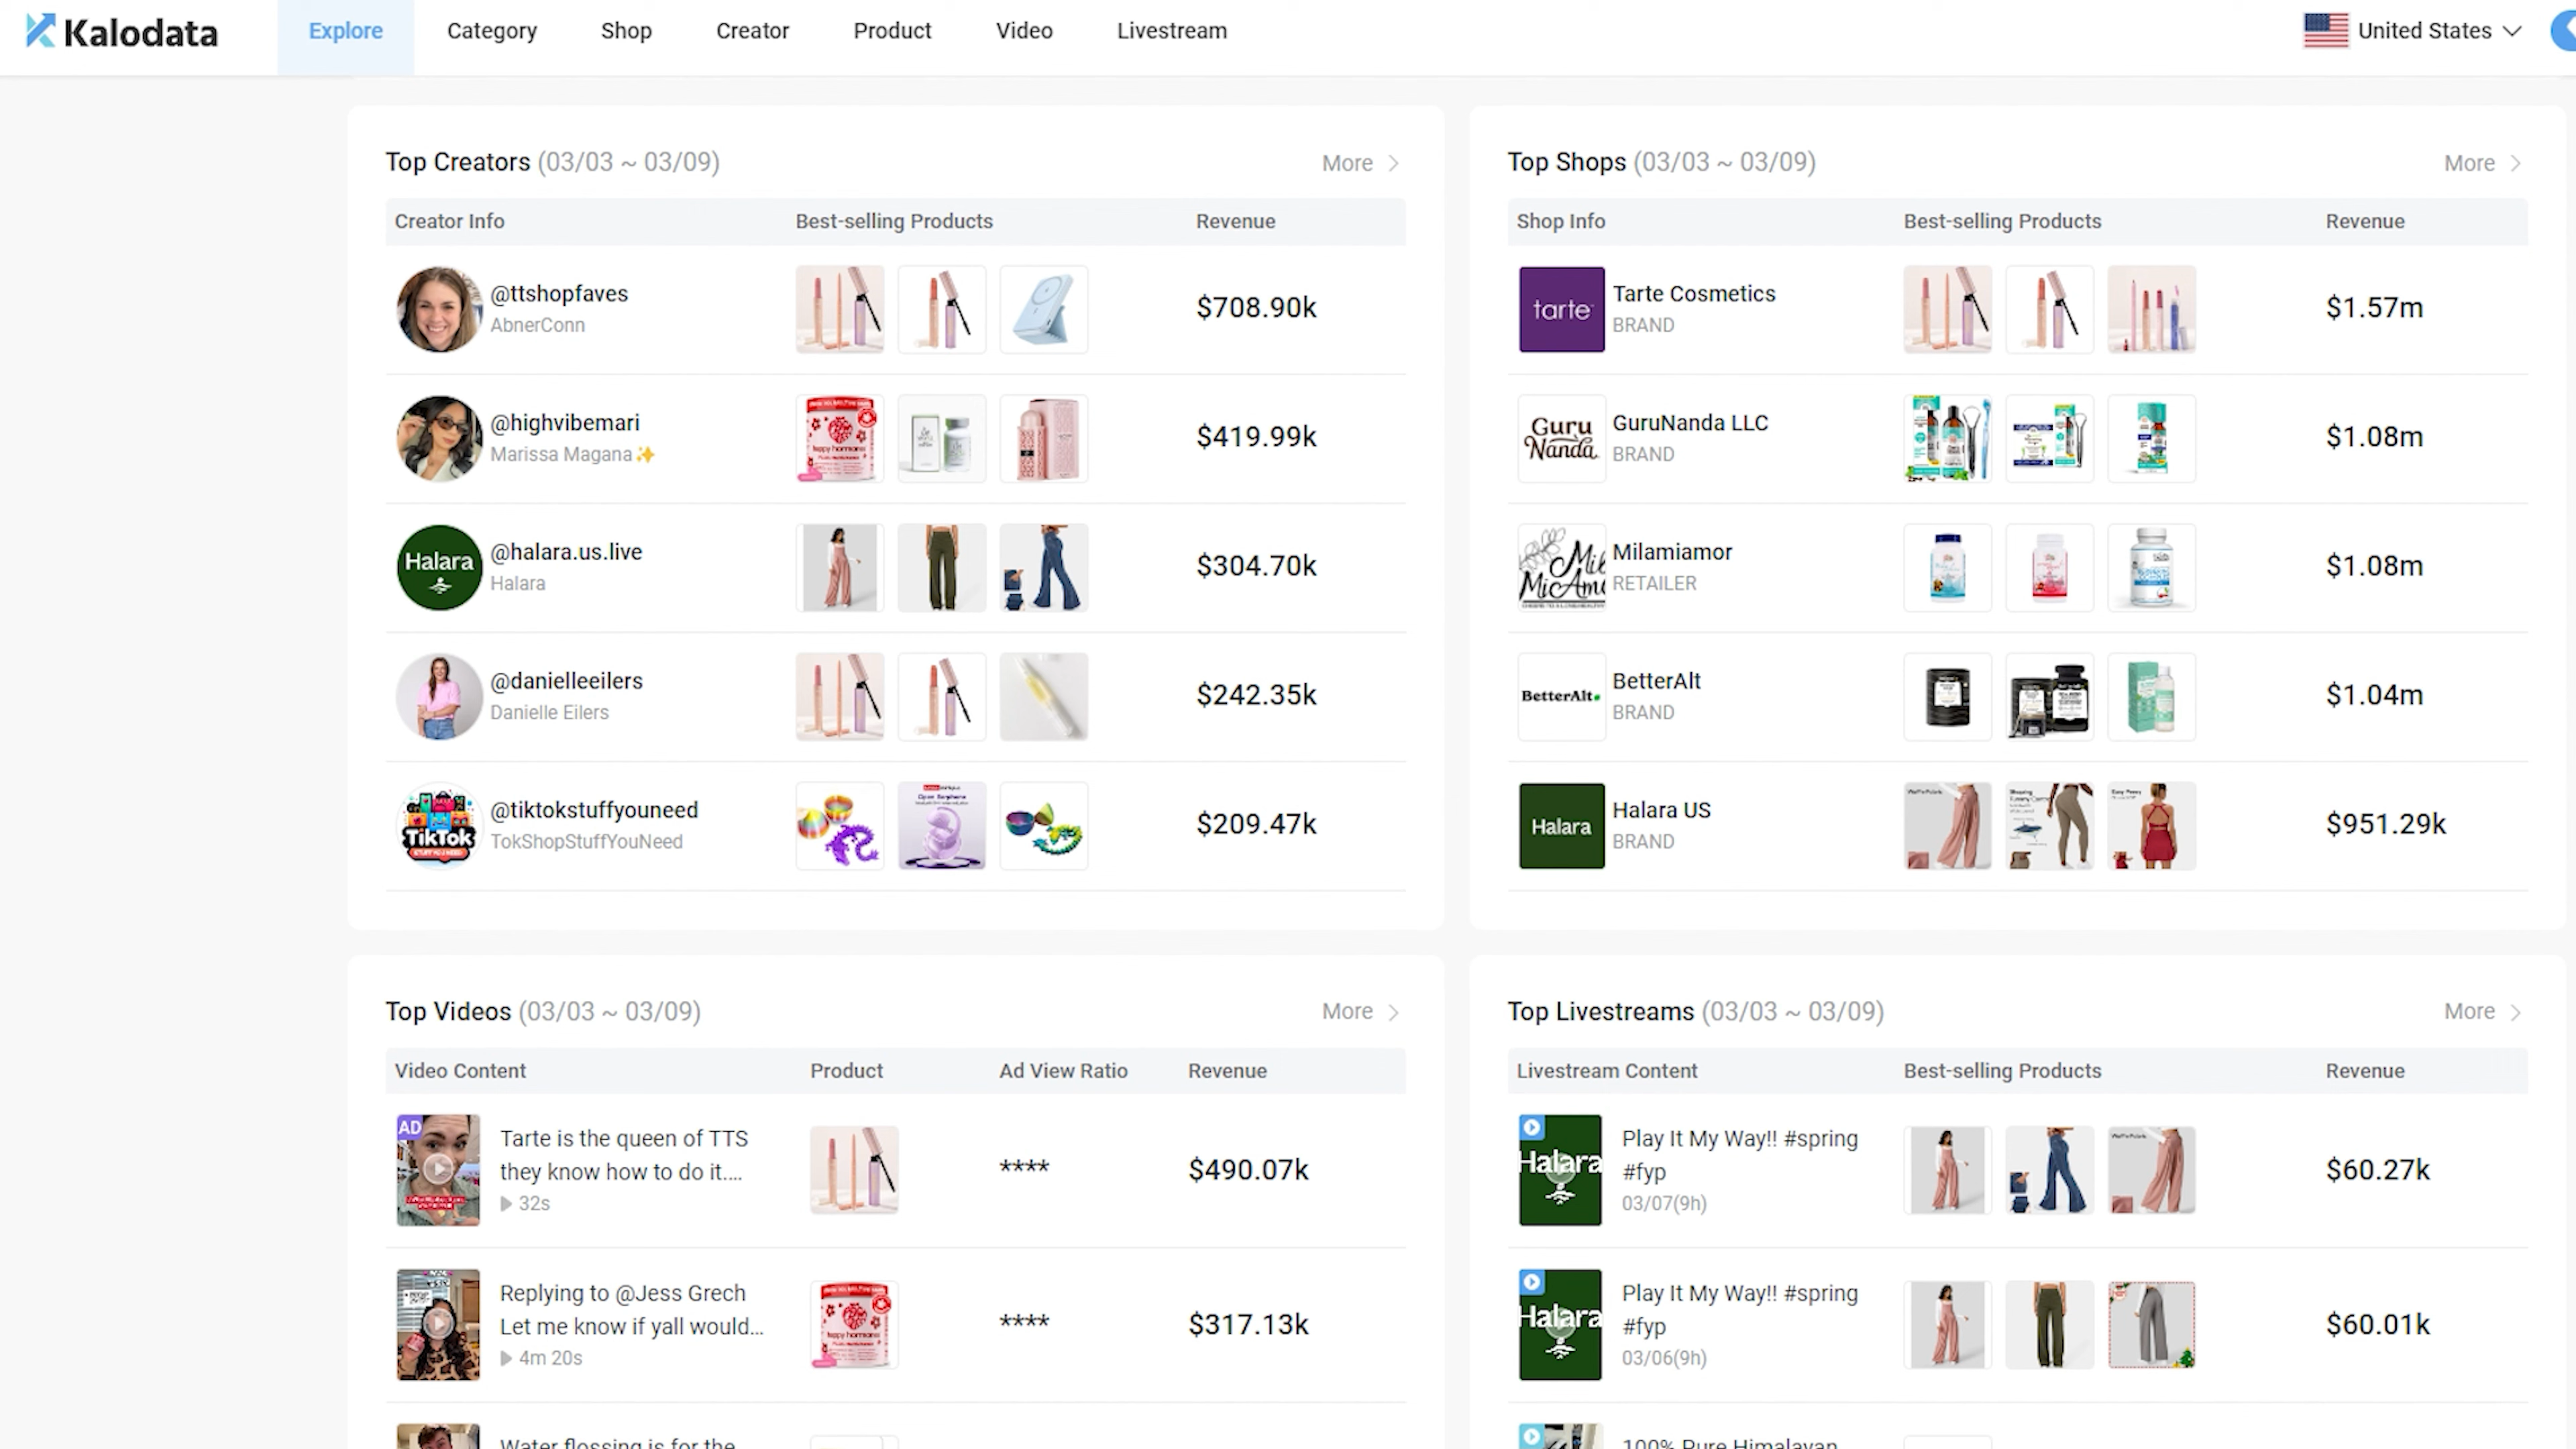 Kalodata
Explore
Category
Shop
Creator
Product
Video
Livestream
United States
Top Creators (03/03 ~ 03/09)
More
Creator Info
Best-selling Products
Revenue
@ttshopfaves
AbnerConn
$708.90k
@highvibemari
Marissa Magana✨
happy hormones
$419.99k
Halara
@halara.us.live
Halara
$304.70k
@danielleeilers
Danielle Eilers
$242.35k
TikTok
STUFF YOU NEED
@tiktokstuffyouneed
TokShopStuffYouNeed
Open Earphone
$209.47k
Top Shops (03/03 ~ 03/09)
More
Shop Info
Best-selling Products
Revenue
tarte
Tarte Cosmetics
BRAND
$1.57m
Guru
Nanda
GuruNanda LLC
BRAND
$1.08m
Milamiamor
RETAILER
$1.08m
BetterAlt
BetterAlt
BRAND
$1.04m
Halara
Halara US
BRAND
$951.29k
Top Videos (03/03 ~ 03/09)
More
Video Content
Product
Ad View Ratio
Revenue
AD
Tarte is the queen of TTS
they know how to do it....
32s
****
$490.07k
Replying to @Jess Grech
Let me know if yall would...
4m 20s
happy hormones
****
$317.13k
Water flossing is for the
Top Livestreams (03/03 ~ 03/09)
More
Livestream Content
Best-selling Products
Revenue
Halara
Play It My Way!! #spring
#fyp
03/07(9h)
$60.27k
Halara
Play It My Way!! #spring
#fyp
03/06(9h)
$60.01k
100% Pure Himalayan